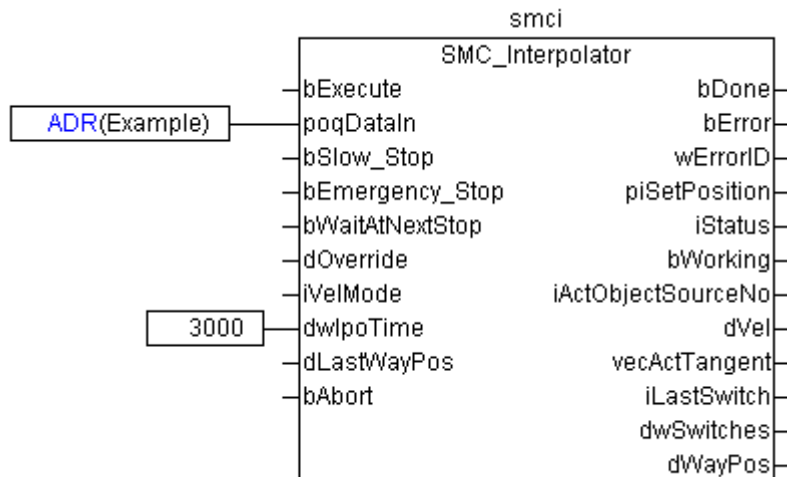 smci
SMC_Interpolator
bExecute bDone
ADR(Example) poqDataIn bError
bSlow_Stop wErrorID
bEmergency_Stop piSetPosition
bWaitAtNextStop iStatus
dOverride bWorking
iVelMode iActObjectSourceNo
3000 dwIpoTime dVel
dLastWayPos vecActTangent
bAbort iLastSwitch
dwSwitches
dWayPos